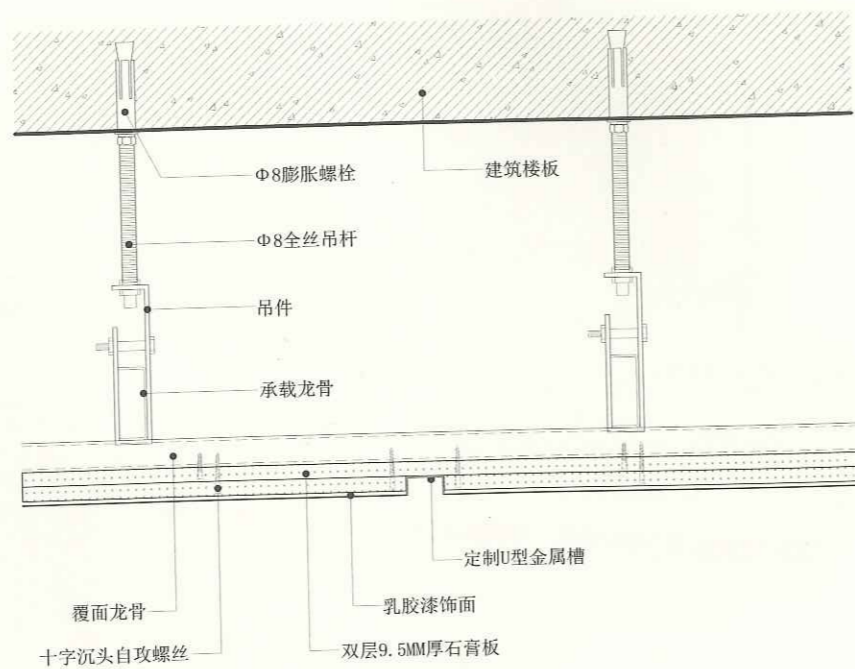 Φ8膨胀螺栓
建筑楼板
Φ8全丝吊杆
吊件
承载龙骨
定制U型金属槽
覆面龙骨
乳胶漆饰面
十字沉头自攻螺丝
双层9.5MM厚石膏板